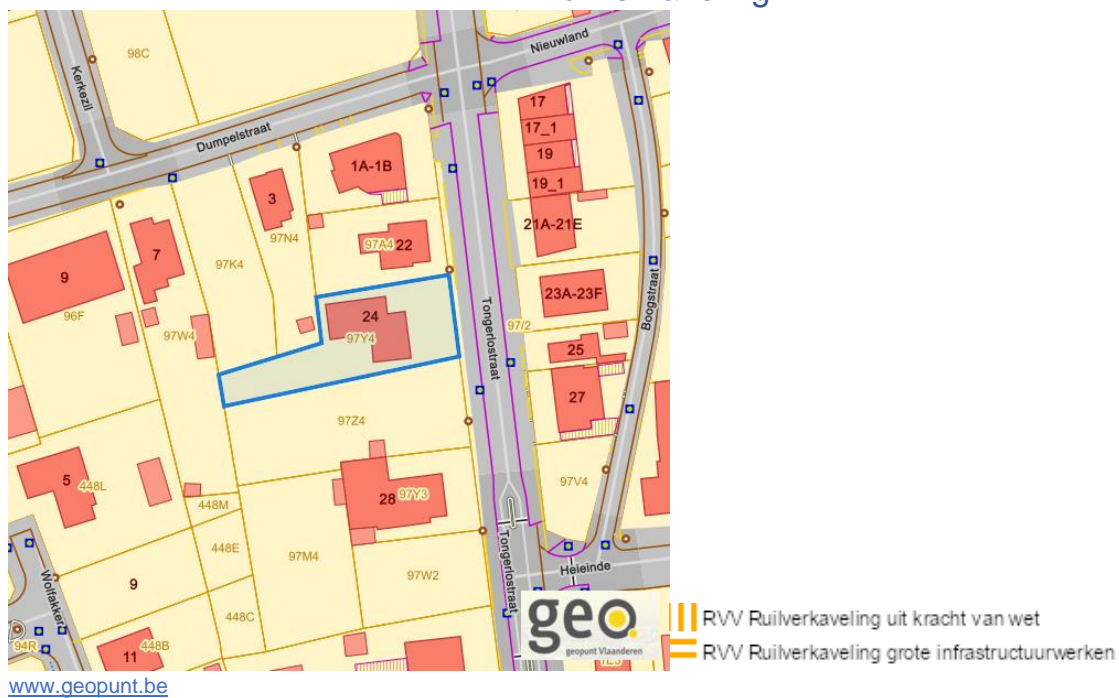 98C
Kerkezil
Nieuwland
Dumpelstraat
17
17_1
19
19_1
1A-1B
3
97N4
21A-21E
97A4 22
7
97K4
9
96F
23A-23F
24
97Y4
97W4
97/2
Tongerlostraat
Boogstraat
25
27
97Z4
5 448L
97V4
28 97Y3
448M
448E
97M4
97W2
Tongerlostraat
Heieinde
9
Wolfakker
448C
94R
11
448B
geo
geopunt Vlaanderen
RVV Ruilverkaveling uit kracht van wet
RVV Ruilverkaveling grote infrastructuurwerken
www.geopunt.be